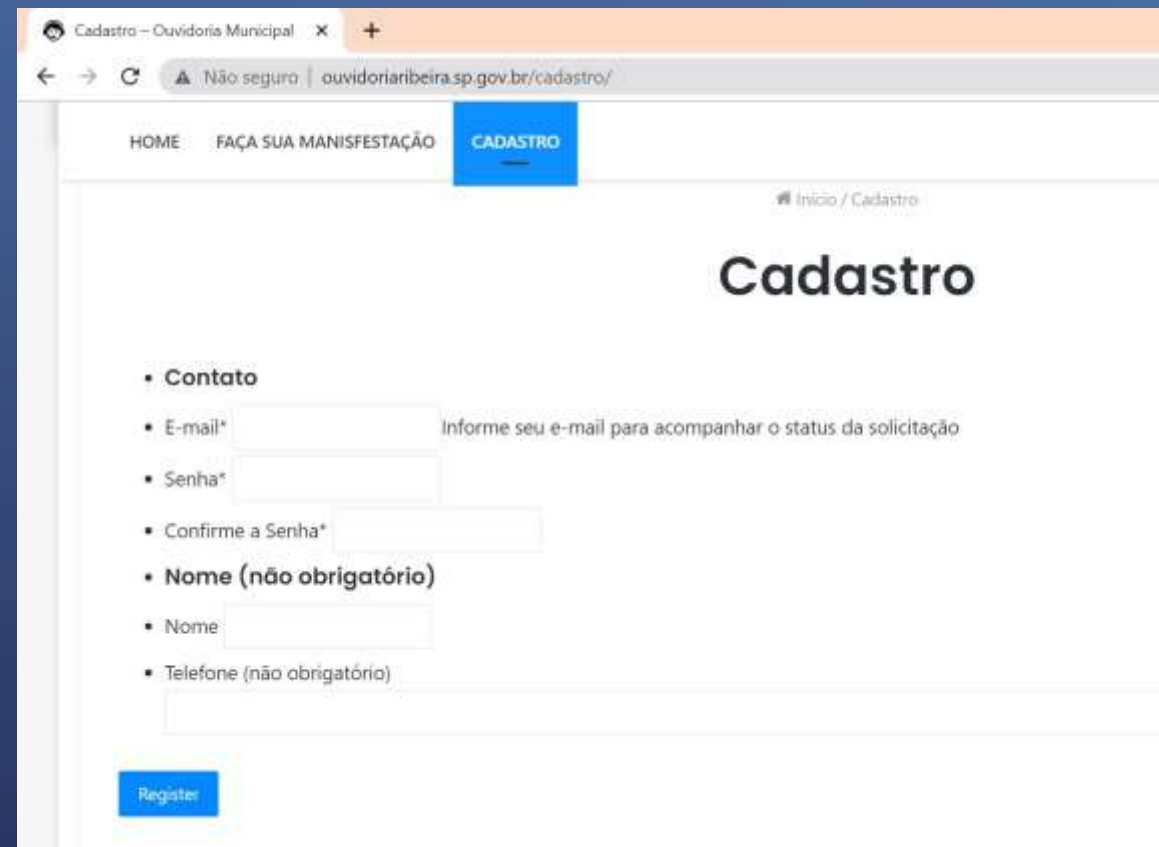 Cadastro – Ouvidoria Municipal
Não seguro | ouvidoriaribeira.sp.gov.br/cadastro/
HOME FAÇA SUA MANISFESTAÇÃO CADASTRO
Início / Cadastro
Cadastro
• Contato
• E-mail* Informe seu e-mail para acompanhar o status da solicitação
• Senha*
• Confirme a Senha*
• Nome (não obrigatório)
• Nome
• Telefone (não obrigatório)
Register